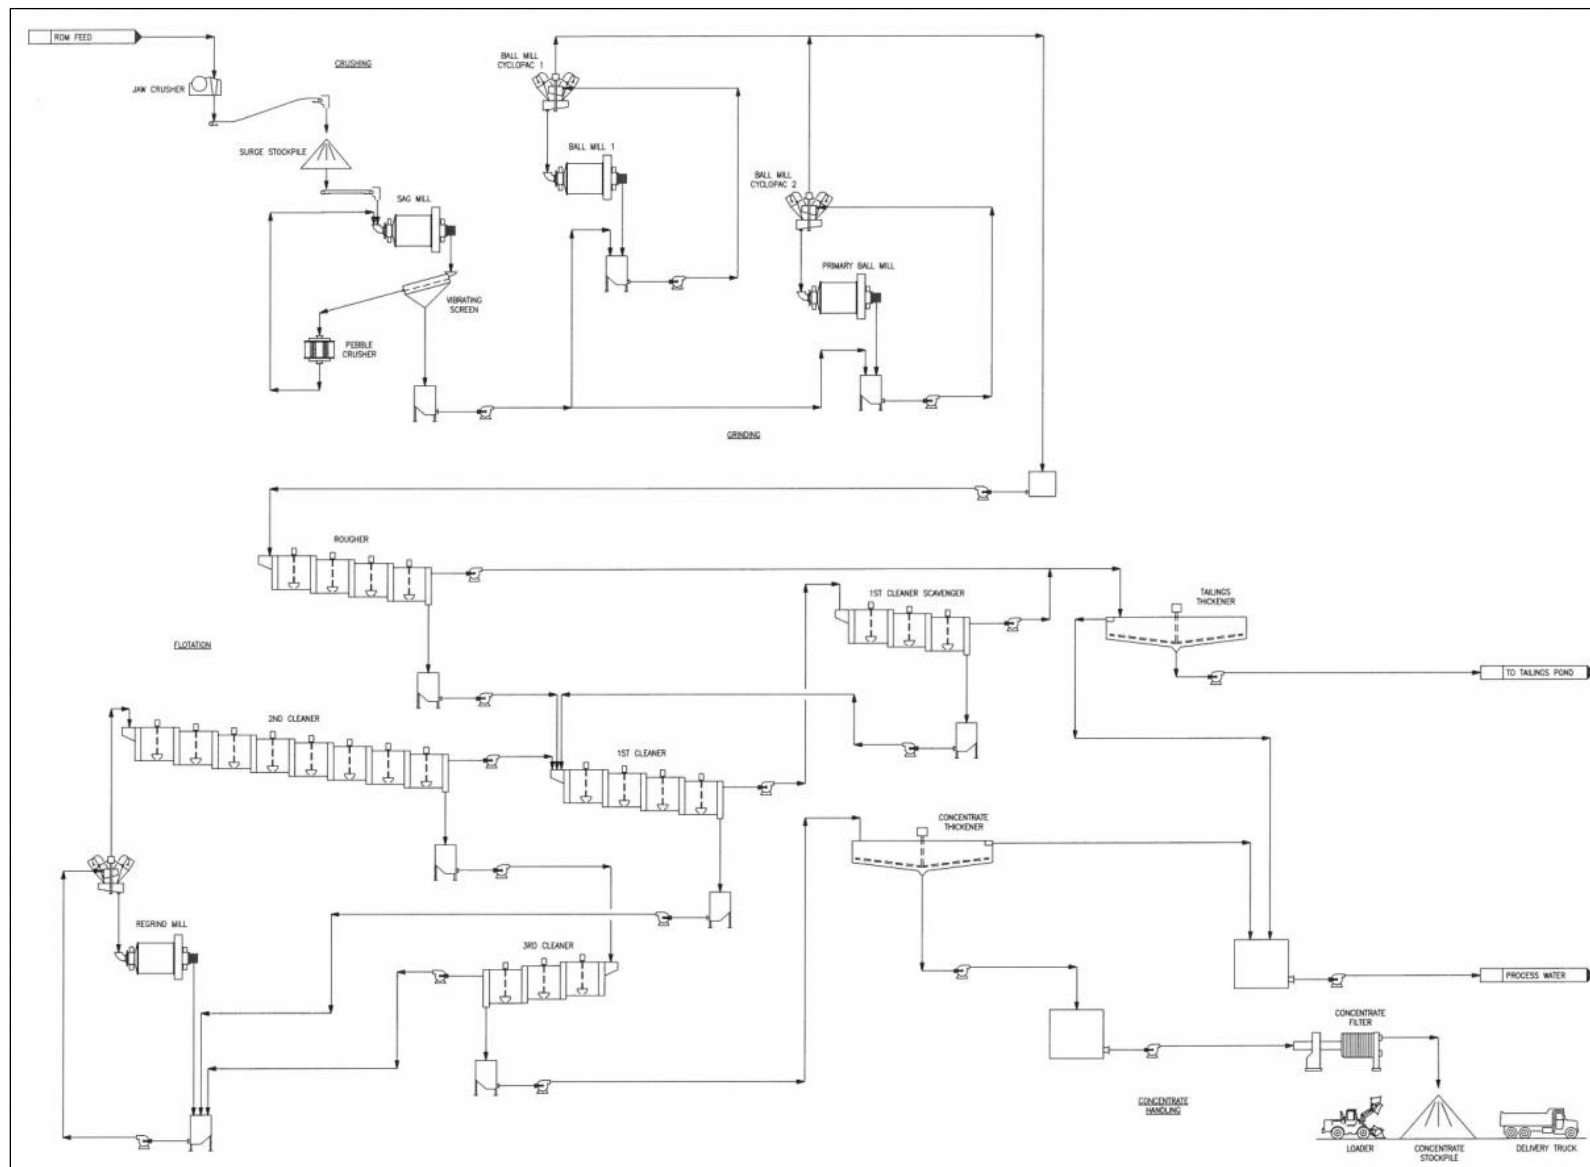 ROM FEED
CRUSHING
JAW CRUSHER
SURGE STOCKPILE
SAG MILL
VIBRATING
SCREEN
PEBBLE
CRUSHER
BALL MILL
CYCLOPAC 1
BALL MILL 1
BALL MILL
CYCLOPAC 2
PRIMARY BALL MILL
GRINDING
ROUGHER
1ST CLEANER SCAVENGER
TAILINGS
THICKENER
FLOTATION
TO TAILINGS POND
2ND CLEANER
1ST CLEANER
CONCENTRATE
THICKENER
REGRIND MILL
3RD CLEANER
PROCESS WATER
CONCENTRATE
FILTER
CONCENTRATE
HANDLING
LOADER
CONCENTRATE
STOCKPILE
DELIVERY TRUCK